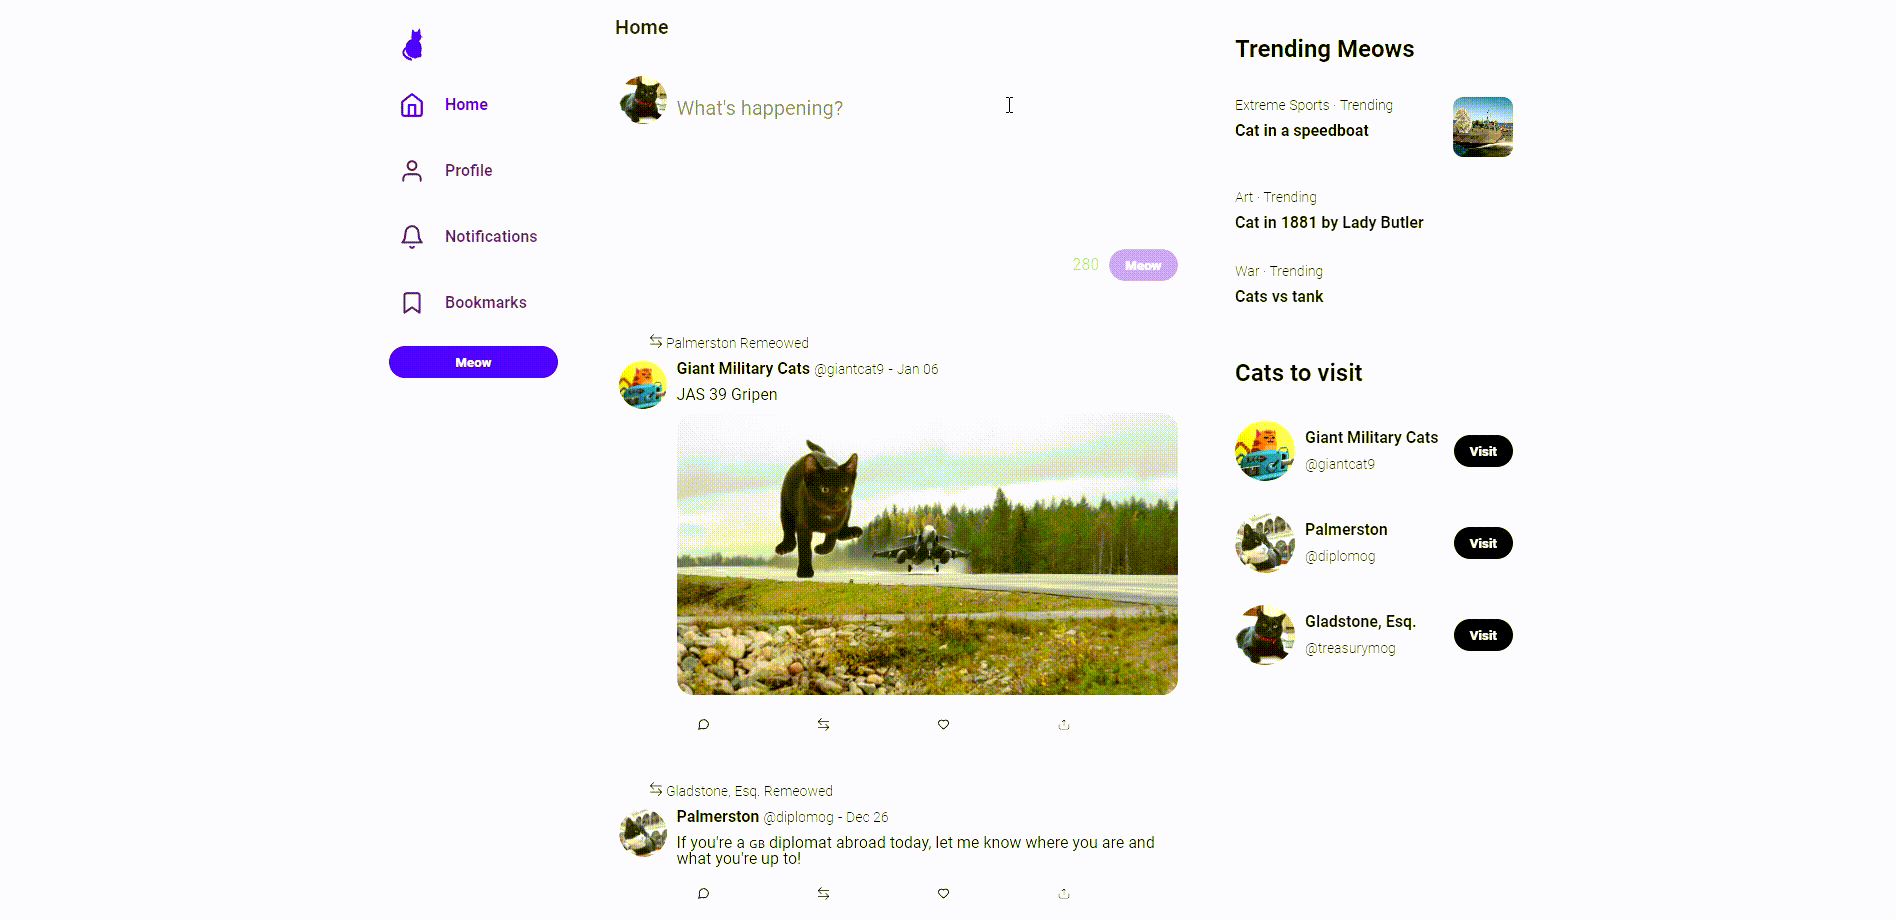 Home
Profile
Notifications
Bookmarks
Meow
Home
What's happening?
280
Meow
Palmerston Remeowed
Giant Military Cats @giantcat9 - Jan 06
JAS 39 Gripen
Gladstone, Esq. Remeowed
Palmerston @diplomog - Dec 26
If you're a GB diplomat abroad today, let me know where you are and
what you're up to!
Trending Meows
Extreme Sports · Trending
Cat in a speedboat
Art · Trending
Cat in 1881 by Lady Butler
War · Trending
Cats vs tank
Cats to visit
Giant Military Cats
@giantcat9
Visit
Palmerston
@diplomog
Visit
Gladstone, Esq.
@treasurymog
Visit